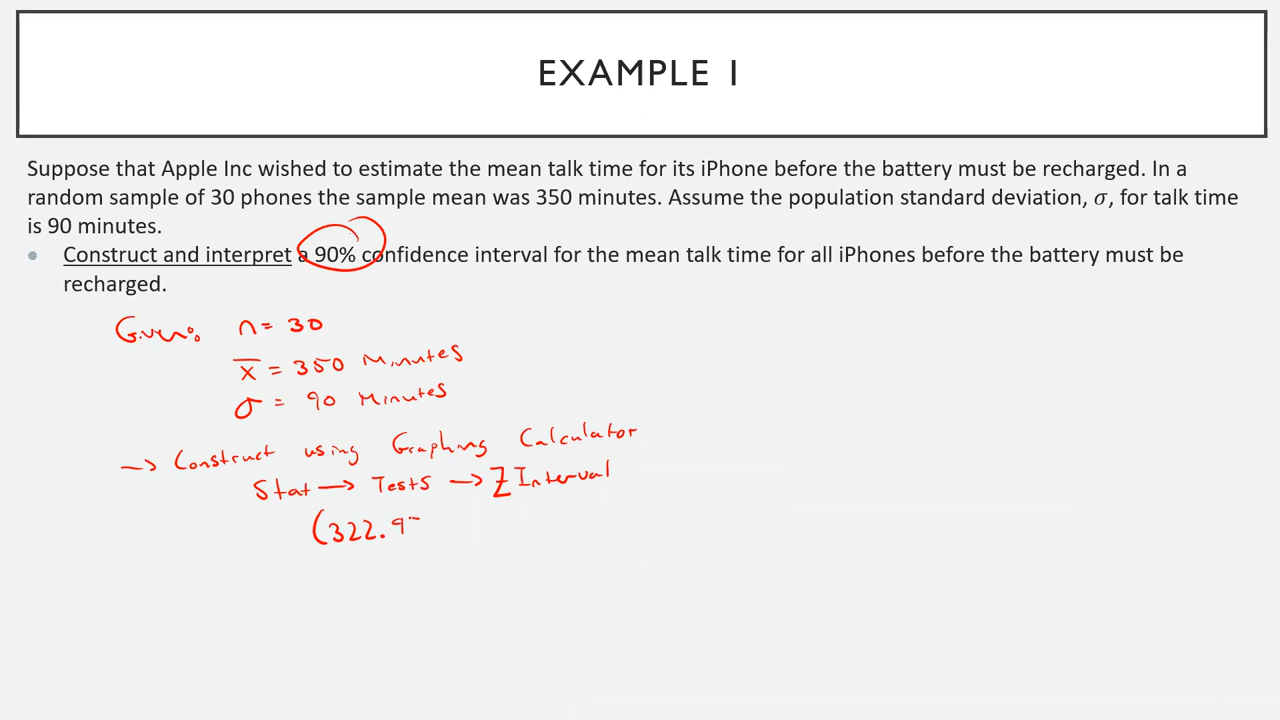 EXAMPLE 1
Suppose that Apple Inc wished to estimate the mean talk time for its iPhone before the battery must be recharged. In a
random sample of 30 phones the sample mean was 350 minutes. Assume the population standard deviation, σ, for talk time
is 90 minutes.
• Construct and interpret a 90% confidence interval for the mean talk time for all iPhones before the battery must be
recharged.
Given: n = 30
x̄ = 350 Minutes
σ = 90 Minutes
→ Construct using Graphing Calculator
Stat → Tests → Z Interval
(322.9